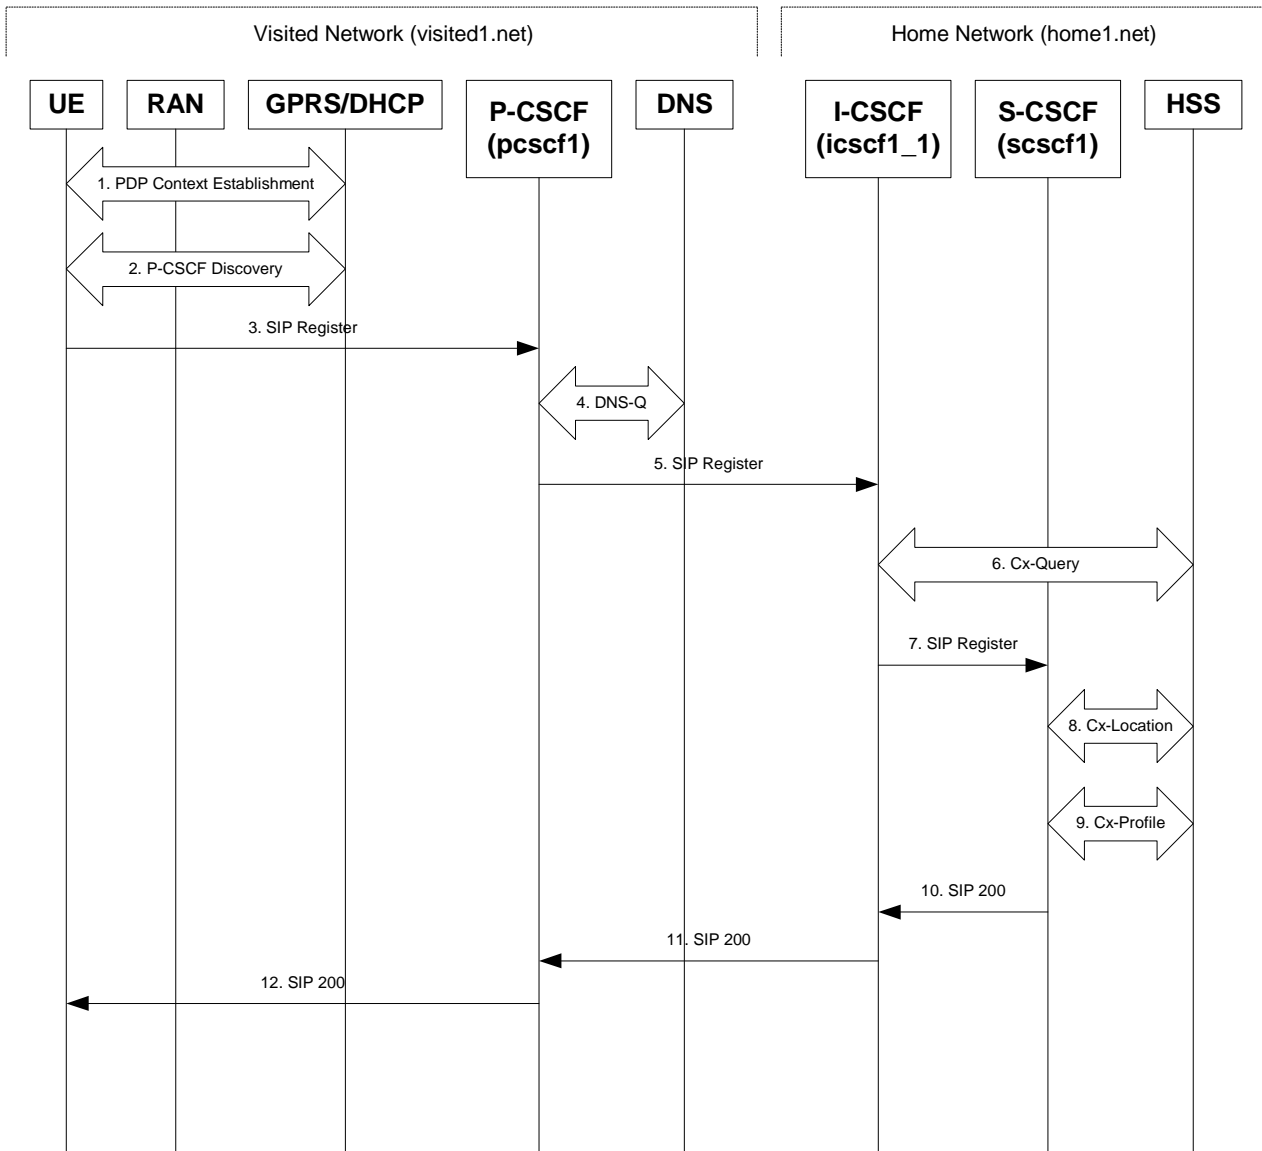 Visited Network (visited1.net)
Home Network (home1.net)
UE
RAN
GPRS/DHCP
P-CSCF
(pcscf1)
DNS
I-CSCF
(icscf1_1)
S-CSCF
(scscf1)
HSS
1. PDP Context Establishment
2. P-CSCF Discovery
3. SIP Register
4. DNS-Q
5. SIP Register
6. Cx-Query
7. SIP Register
8. Cx-Location
9. Cx-Profile
10. SIP 200
11. SIP 200
12. SIP 200